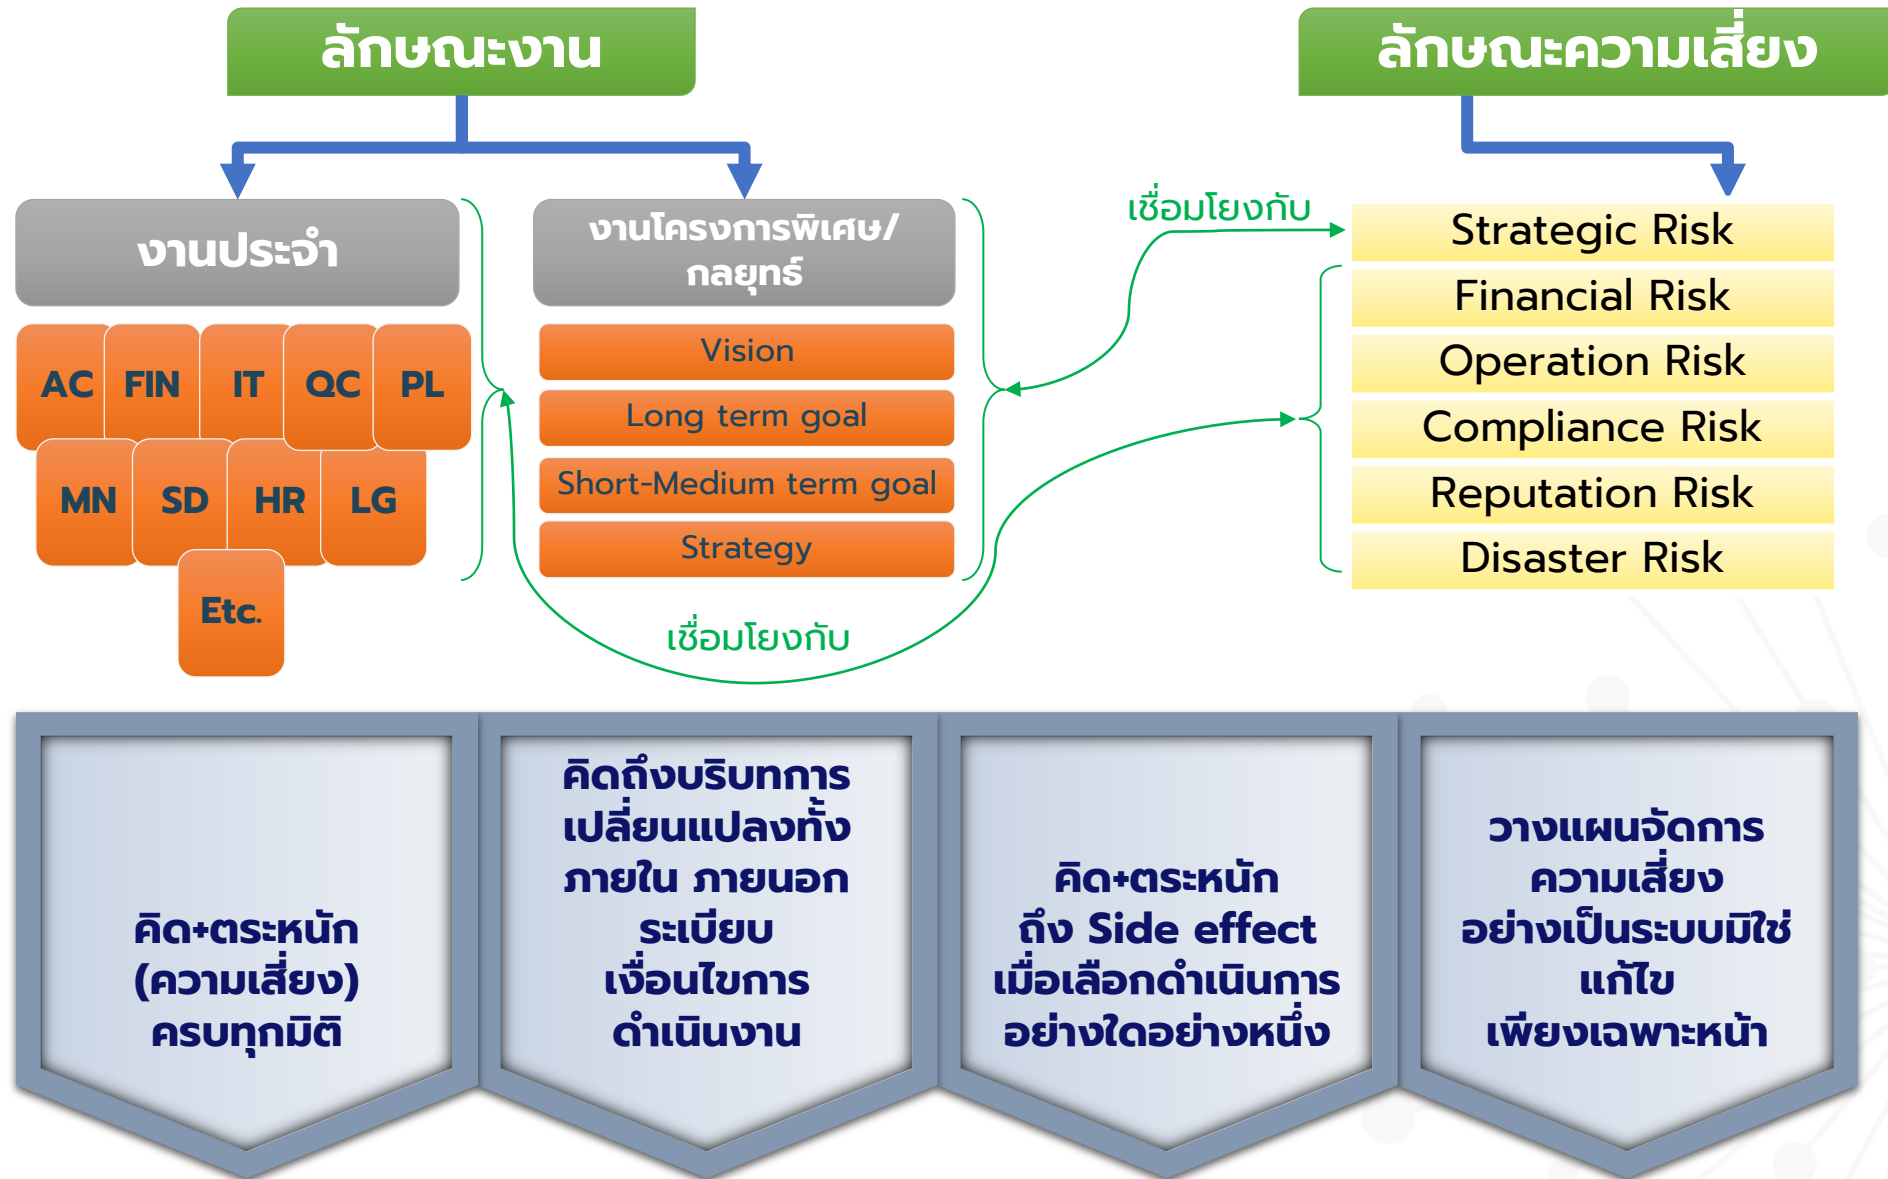 ลักษณะงาน
ลักษณะความเสี่ยง
งานประจำ
งานโครงการพิเศษ/
กลยุทธ์
เชื่อมโยงกับ
AC
FIN
IT
QC
PL
MN
SD
HR
LG
Etc.
Vision
Long term goal
Short-Medium term goal
Strategy
Strategic Risk
Financial Risk
Operation Risk
Compliance Risk
Reputation Risk
Disaster Risk
เชื่อมโยงกับ
คิด+ตระหนัก
(ความเสี่ยง)
ครบทุกมิติ
คิดถึงบริบทการ
เปลี่ยนแปลงทั้ง
ภายใน ภายนอก
ระเบียบ
เงื่อนไขการ
ดำเนินงาน
คิด+ตระหนัก
ถึง Side effect
เมื่อเลือกดำเนินการ
อย่างใดอย่างหนึ่ง
วางแผนจัดการ
ความเสี่ยง
อย่างเป็นระบบมิใช่
แก้ไข
เพียงเฉพาะหน้า